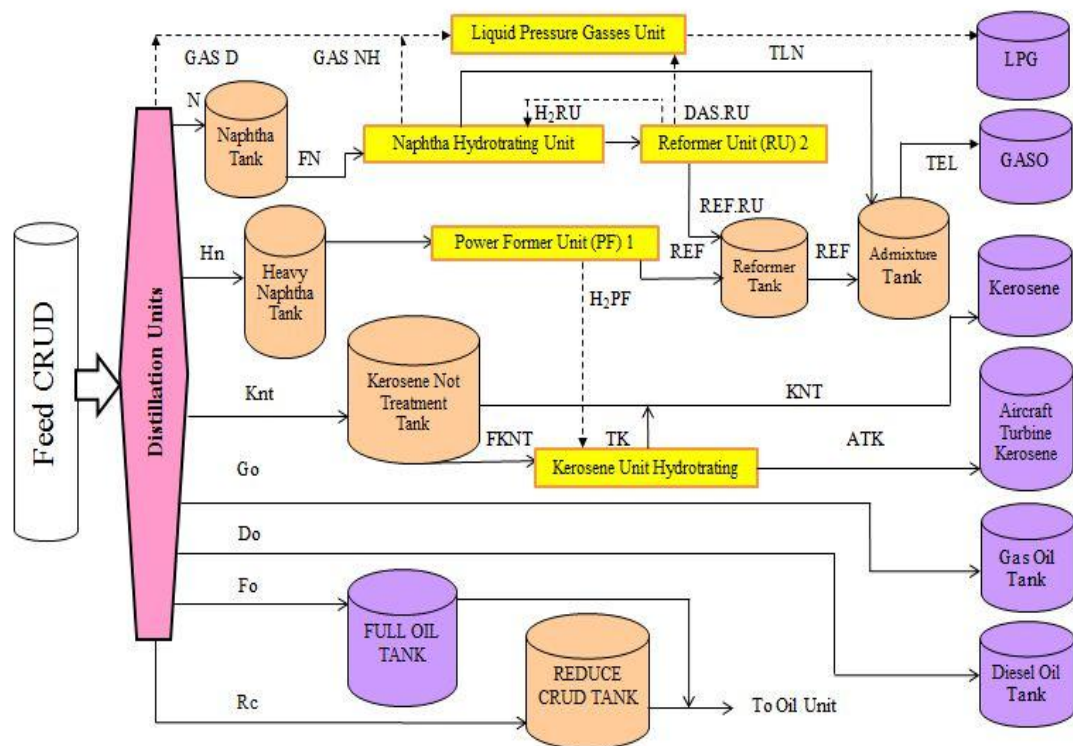 Liquid Pressure Gasses Unit
TLN
LPG
GAS D
GAS NH
N
Naphtha
Tank
FN
H₂RU
DAS.RU
Naphtha Hydrotrating Unit
Reformer Unit (RU) 2
TEL
GASO
REF.RU
Feed CRUD
Distillation Units
Hn
Heavy
Naphtha
Tank
Power Former Unit (PF) 1
REF
Reformer
Tank
REF
Admixture
Tank
Kerosene
H₂PF
Knt
Kerosene Not
Treatment
Tank
KNT
FKNT
TK
Kerosene Unit Hydrotrating
ATK
Aircraft
Turbine
Kerosene
Go
Gas Oil
Tank
Do
Fo
FULL OIL
TANK
REDUCE
CRUD TANK
Diesel Oil
Tank
Rc
To Oil Unit